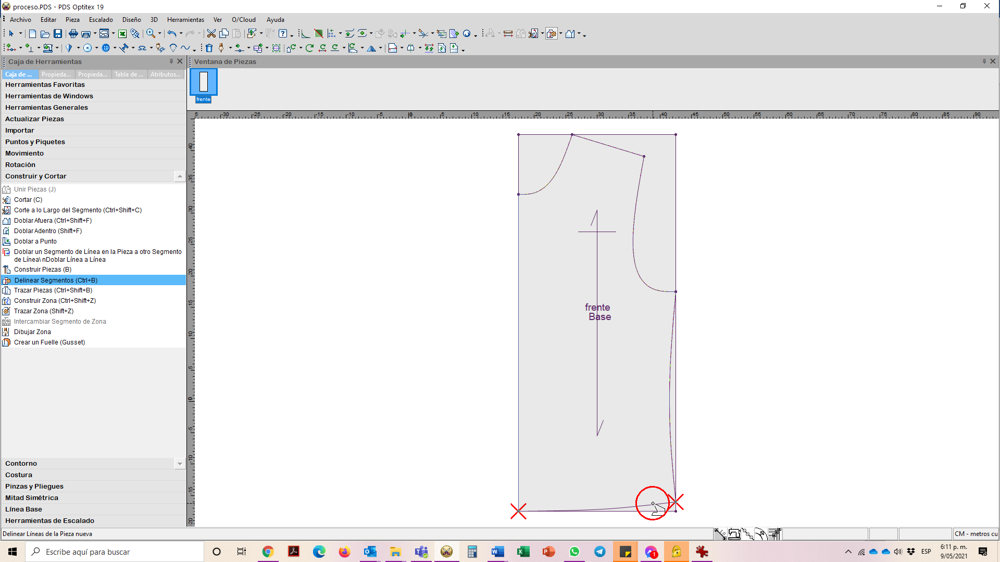 proceso.PDS - PDS Optitex 19
Archivo Editar Pieza Escalado Diseño 3D Herramientas Ver O/Cloud Ayuda
Caja de Herramientas
Caja de ... Propieda... Propieda... Tabla de ... Atributos...
Herramientas Favoritas
Herramientas de Windows
Herramientas Generales
Actualizar Piezas
Importar
Puntos y Piquetes
Movimiento
Rotación
Construir y Cortar
Unir Piezas (J)
Cortar (C)
Corte a lo Largo del Segmento (Ctrl+Shift+C)
Doblar Afuera (Ctrl+Shift+F)
Doblar Adentro (Shift+F)
Doblar a Punto
Doblar un Segmento de Línea en la Pieza a otro Segmento
de Línea\ nDoblar Línea a Línea
Construir Piezas (B)
Delinear Segmentos (Ctrl+B)
Trazar Piezas (Ctrl+Shift+B)
Construir Zona (Ctrl+Shift+Z)
Trazar Zona (Shift+Z)
Intercambiar Segmento de Zona
Dibujar Zona
Crear un Fuelle (Gusset)
Contorno
Costura
Pinzas y Pliegues
Mitad Simétrica
Línea Base
Herramientas de Escalado
Ventana de Piezas
frente
5 -30 -25 -20 -15 -10 -5 0 5 10 15 20 25 30 35 40 45 50 55 60 65 70 75 80 85 90
40
35
30
25
20
15
10
5
0
-5
-10
-15
-20
frente
Base
Delinear Líneas de la Pieza nueva
CM - metros cu
Escribe aquí para buscar
1
ESP
6:11 p. m.
9/05/2021